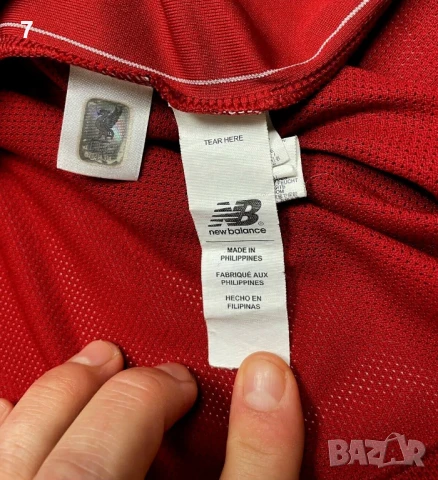 7
TEAR HERE
NB
new balance
MADE IN
PHILIPPINES
FABRIQUÉ AUX
PHILIPPINES
HECHO EN
FILIPINAS
BAZAR